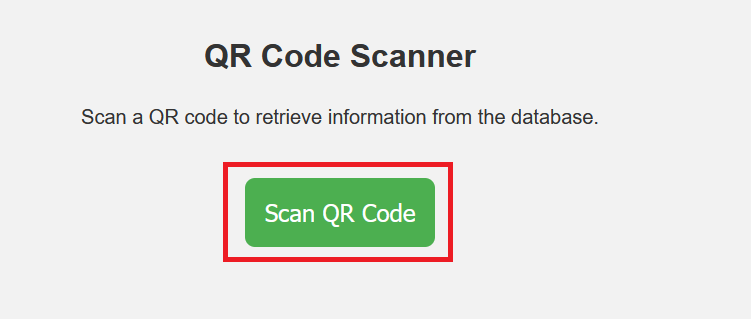 QR Code Scanner
Scan a QR code to retrieve information from the database.
Scan QR Code